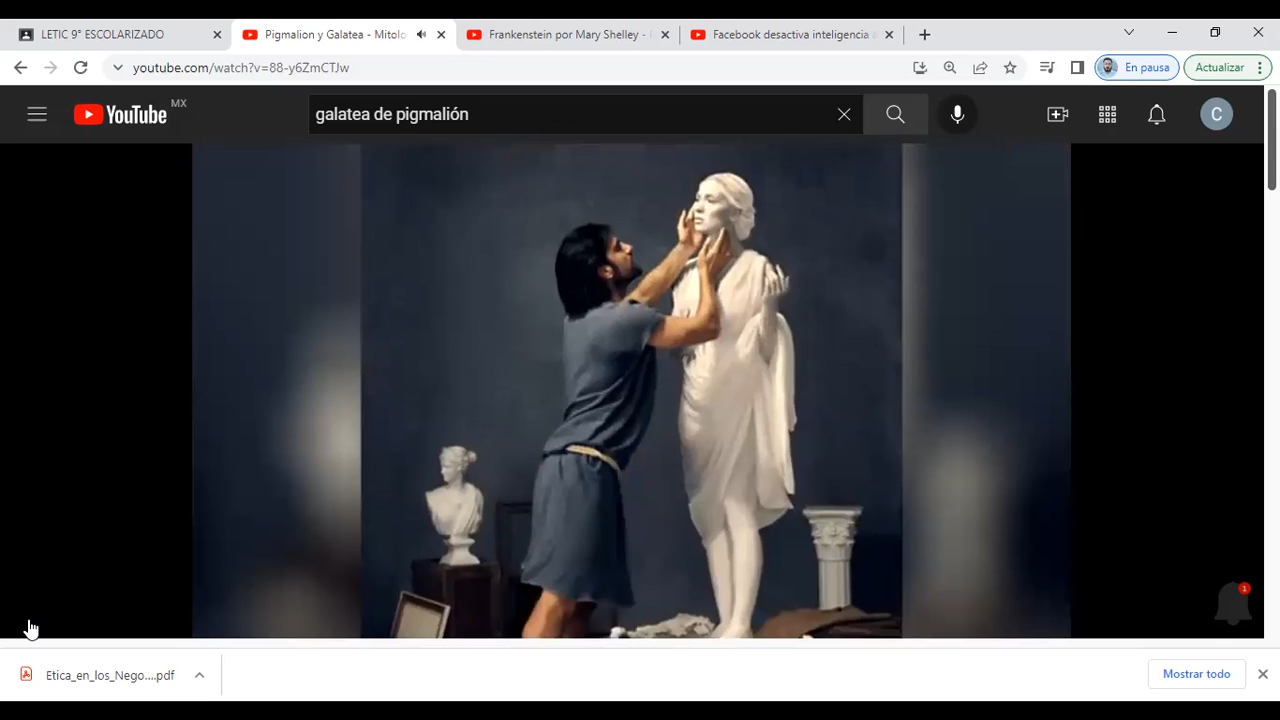 LETIC 9° ESCOLARIZADO
Pigmalion y Galatea - Mitolo
Frankenstein por Mary Shelley -
Facebook desactiva inteligencia
youtube.com/watch?v=88-y6ZmCTJw
En pausa
Actualizar
YouTube MX
galatea de pigmalión
C
1
Etica_en_los_Nego....pdf
Mostrar todo